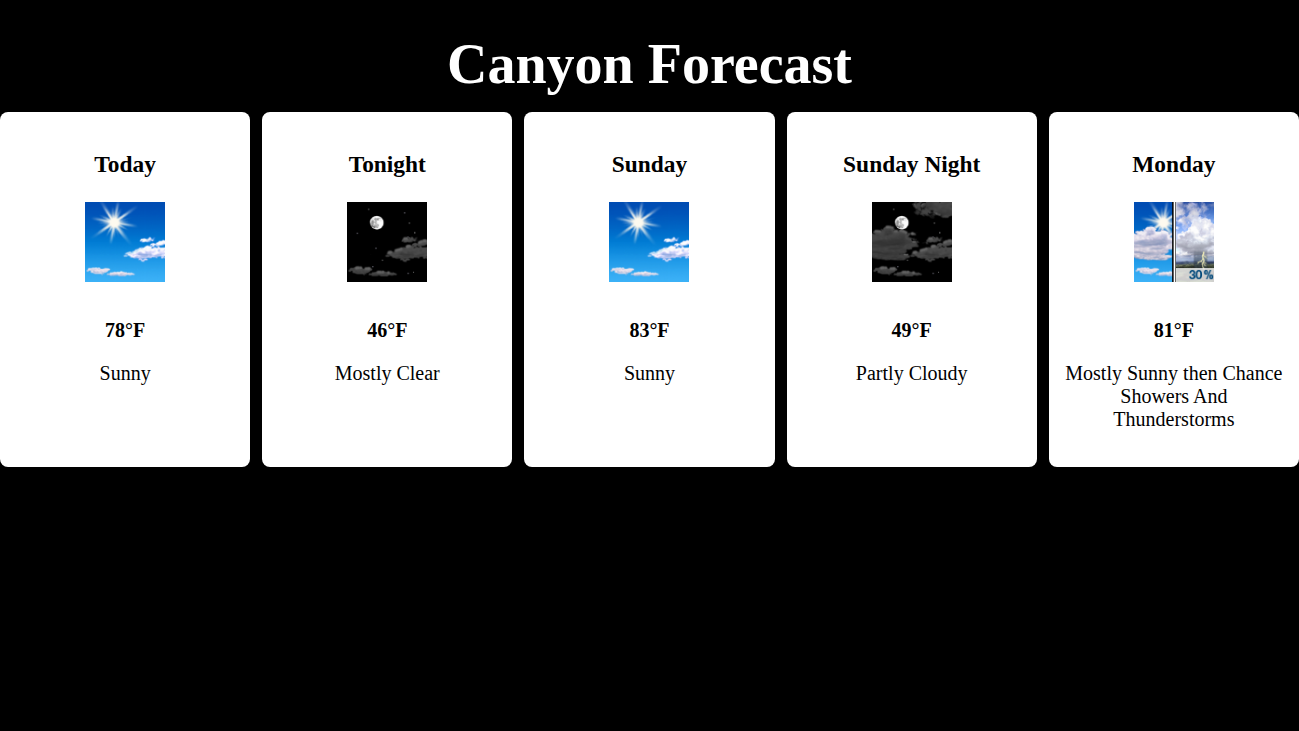 Canyon Forecast
Today
78°F
Sunny
Tonight
46°F
Mostly Clear
Sunday
83°F
Sunny
Sunday Night
49°F
Partly Cloudy
Monday
30%
81°F
Mostly Sunny then Chance
Showers And
Thunderstorms